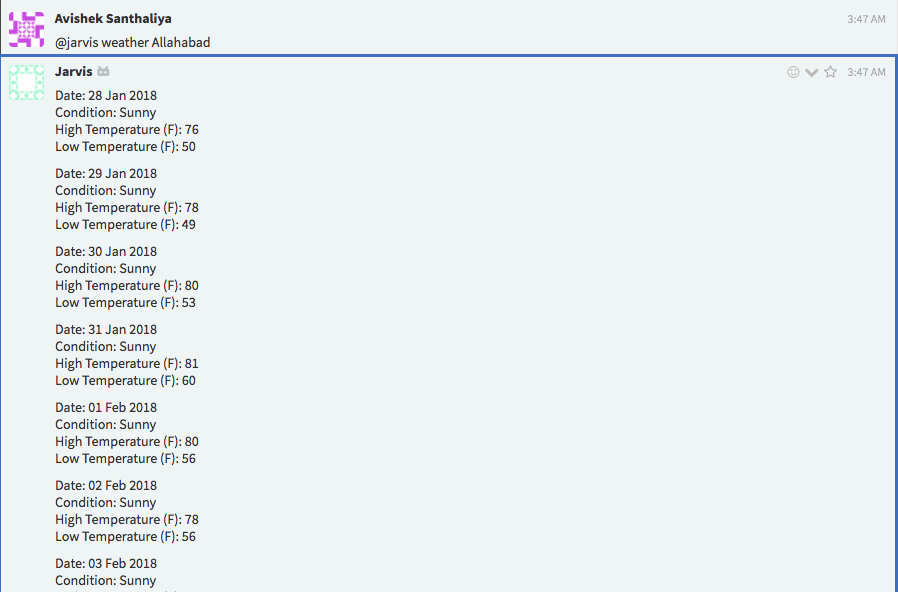 Avishek Santhaliya
3:47 AM
@jarvis weather Allahabad
Jarvis
3:47 AM
Date: 28 Jan 2018
Condition: Sunny
High Temperature (F): 76
Low Temperature (F): 50
Date: 29 Jan 2018
Condition: Sunny
High Temperature (F): 78
Low Temperature (F): 49
Date: 30 Jan 2018
Condition: Sunny
High Temperature (F): 80
Low Temperature (F): 53
Date: 31 Jan 2018
Condition: Sunny
High Temperature (F): 81
Low Temperature (F): 60
Date: 01 Feb 2018
Condition: Sunny
High Temperature (F): 80
Low Temperature (F): 56
Date: 02 Feb 2018
Condition: Sunny
High Temperature (F): 78
Low Temperature (F): 56
Date: 03 Feb 2018
Condition: Sunny